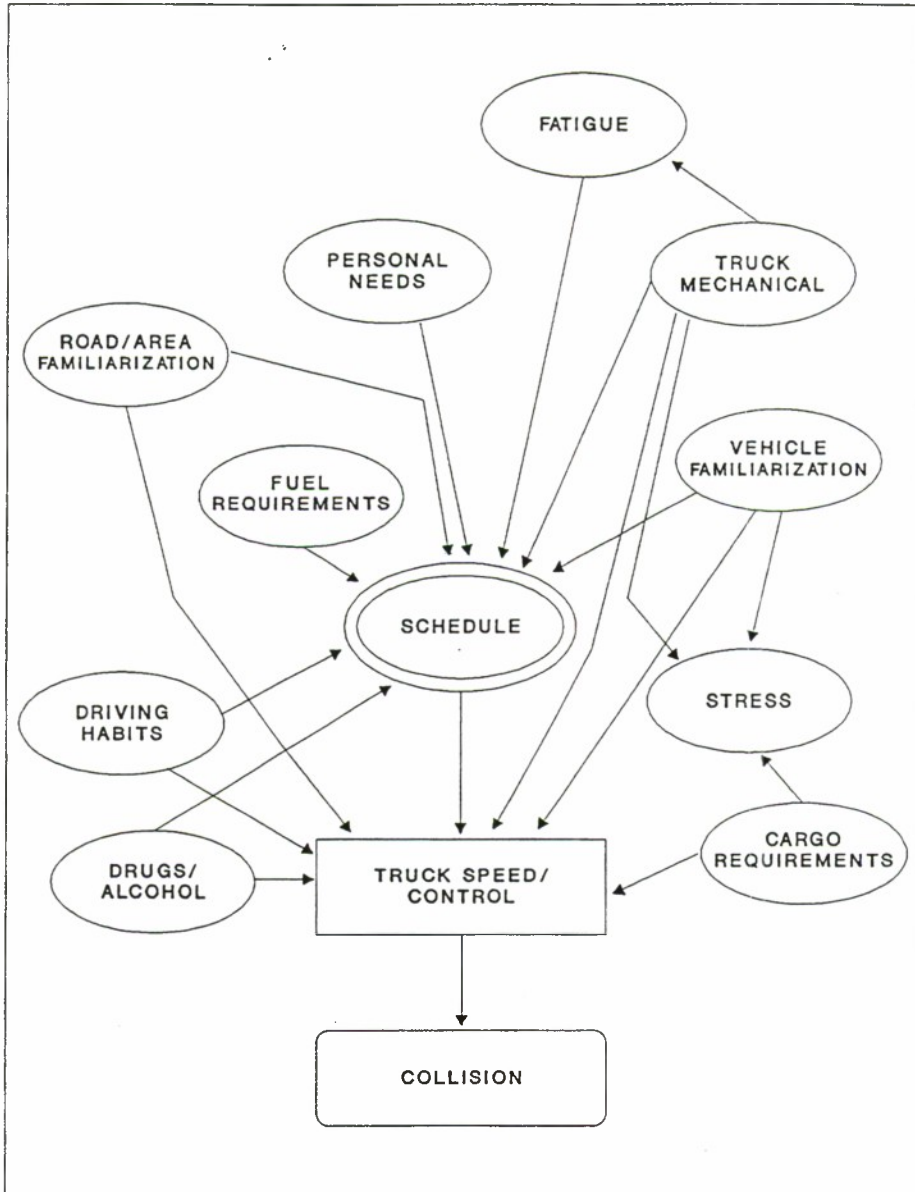 FATIGUE
PERSONAL
NEEDS
TRUCK
MECHANICAL
ROAD/AREA
FAMILIARIZATION
VEHICLE
FAMILIARIZATION
FUEL
REQUIREMENTS
SCHEDULE
DRIVING
HABITS
STRESS
DRUGS/
ALCOHOL
TRUCK SPEED/
CONTROL
CARGO
REQUIREMENTS
COLLISION